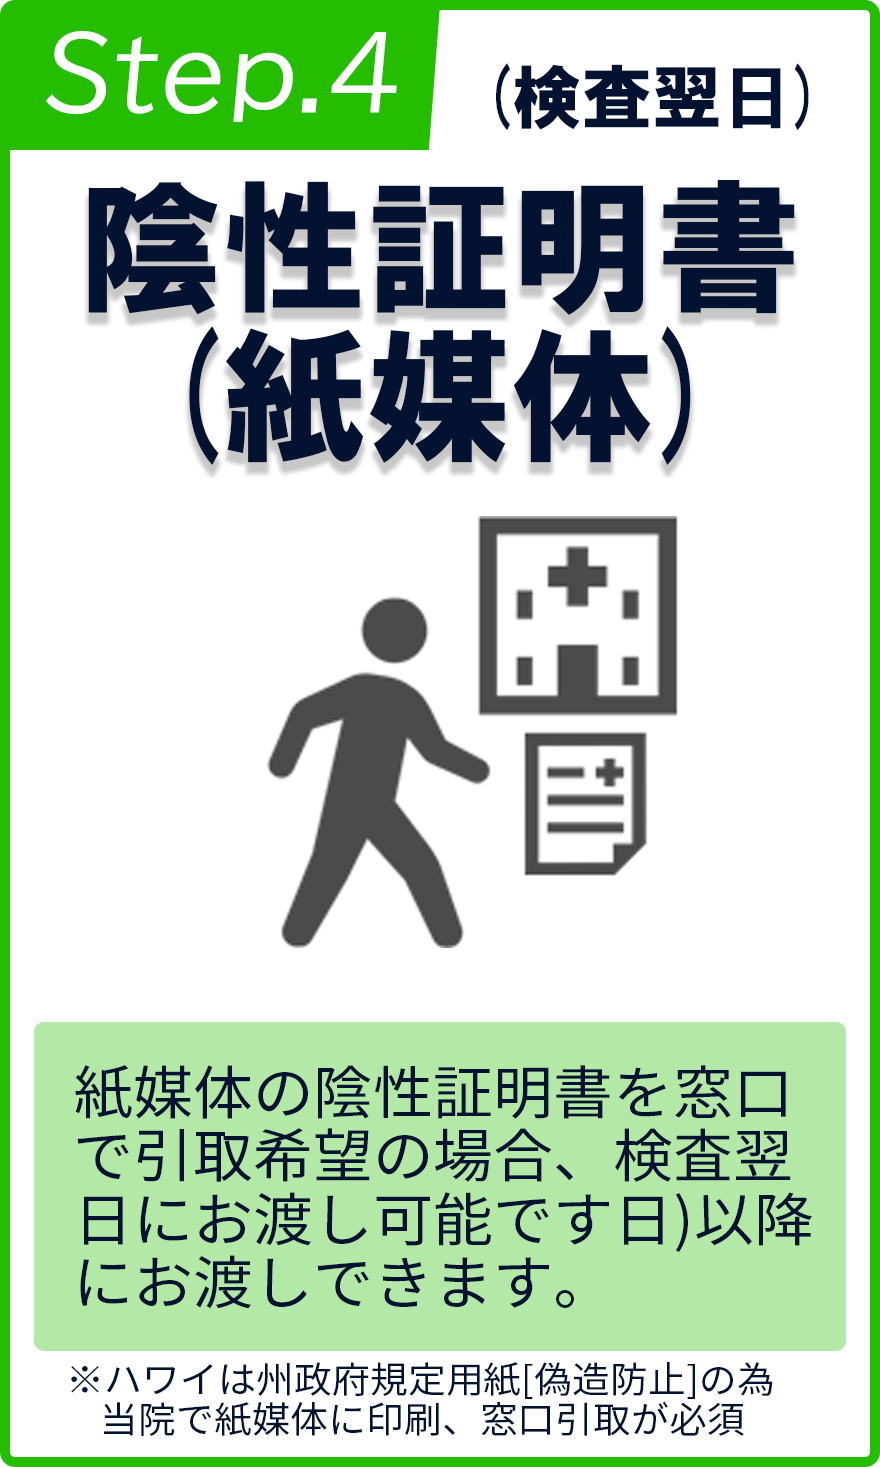 Step.4
(検査翌日)
陰性証明書
(紙媒体)
紙媒体の陰性証明書を窓口
で引取希望の場合、検査翌
日にお渡し可能です日)以降
にお渡しできます。
※ハワイは州政府規定用紙[偽造防止]の為
当院で紙媒体に印刷、窓口引取が必須